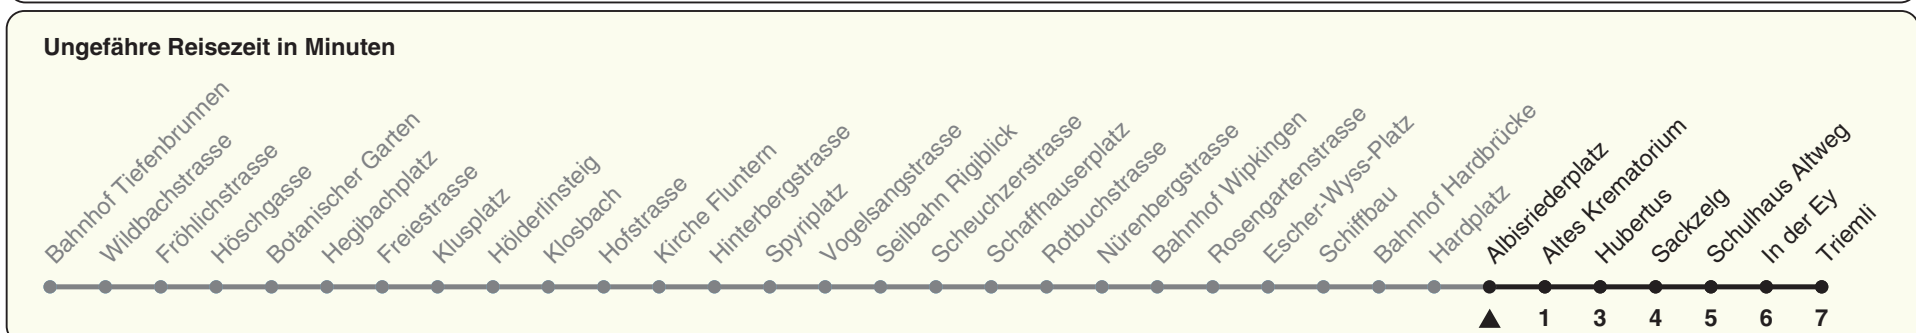 Ungefähre Reisezeit in Minuten
Bahnhof Tiefenbrunnen
Wildbachstrasse
Fröhlichstrasse
Höschgasse
Botanischer Garten
Hegibachplatz
Freiestrasse
Klusplatz
Hölderlinsteig
Klosbach
Hofstrasse
Kirche Fluntern
Hinterbergstrasse
Spyriplatz
Vogelsangstrasse
Seilbahn Rigiblick
Scheuchzerstrasse
Schaffhauserplatz
Rotbuchstrasse
Nürenbergstrasse
Bahnhof Wipkingen
Rosengartenstrasse
Escher-Wyss-Platz
Schiffbau
Bahnhof Hardbrücke
Hardplatz
Albisriederplatz
Altes Krematorium
Hubertus
Sackzelg
Schulhaus Altweg
In der Ey
Triemli
1 3 4 5 6 7